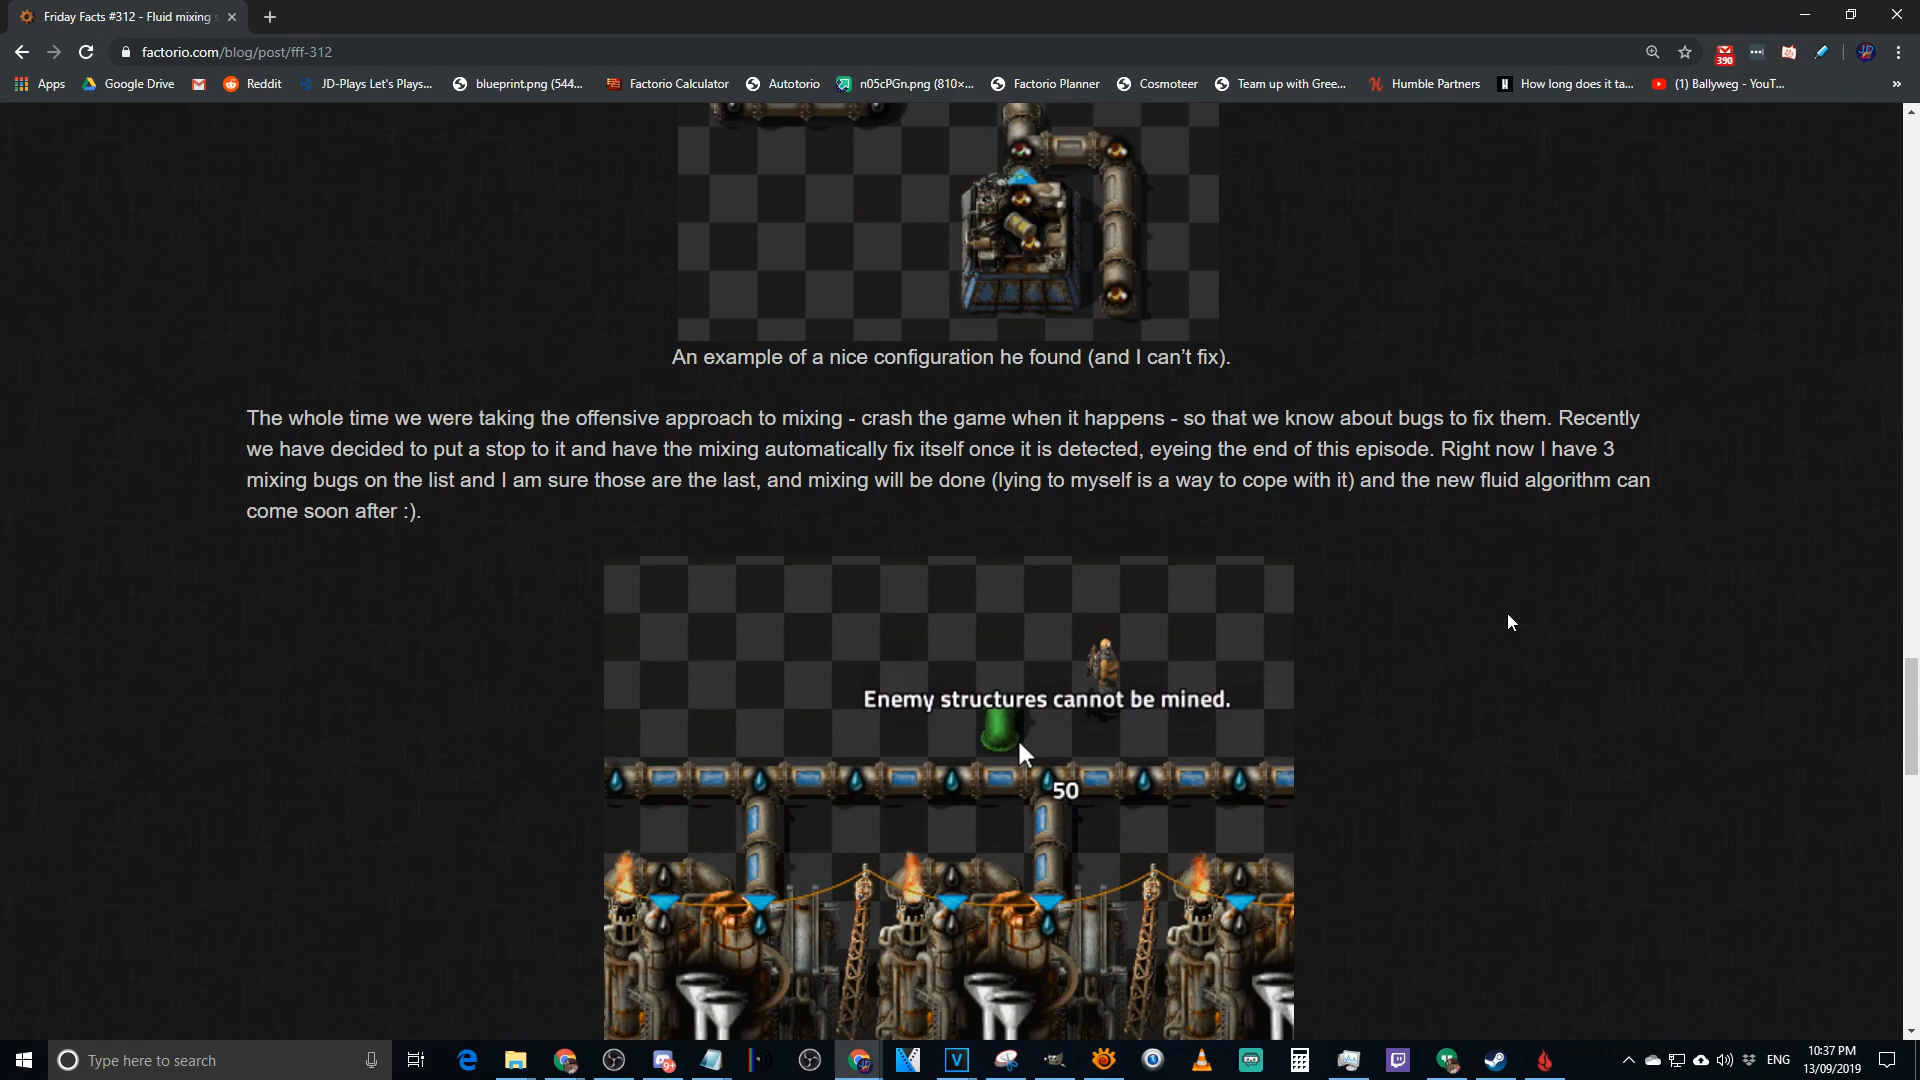 Friday Facts #312 - Fluid mixing s
factorio.com/blog/post/fff-312
390
Apps Google Drive Reddit JD-Plays Let's Plays... blueprint.png (544... Factorio Calculator Autotorio n05cPGn.png (810×... Factorio Planner Cosmoteer Team up with Gree... Humble Partners How long does it ta... (1) Ballyweg - YouT... »
An example of a nice configuration he found (and I can’t fix).
The whole time we were taking the offensive approach to mixing - crash the game when it happens - so that we know about bugs to fix them. Recently
we have decided to put a stop to it and have the mixing automatically fix itself once it is detected, eyeing the end of this episode. Right now I have 3
mixing bugs on the list and I am sure those are the last, and mixing will be done (lying to myself is a way to cope with it) and the new fluid algorithm can
come soon after :).
Enemy structures cannot be mined.
50
Type here to search
ENG
10:37 PM
13/09/2019